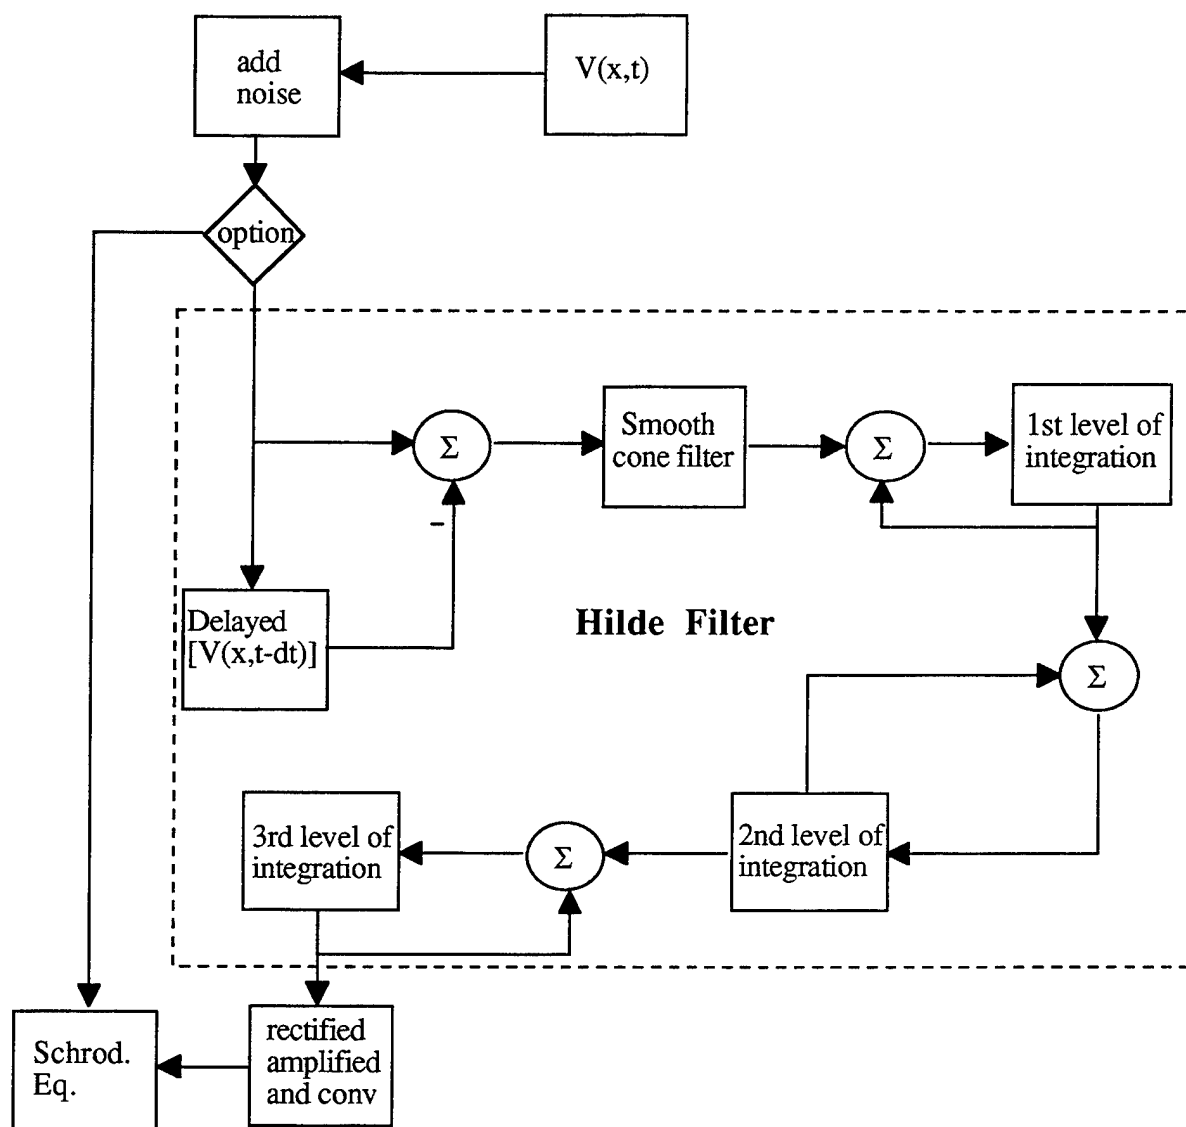 add
noise
V(x,t)
option
Σ
Smooth
cone filter
Σ
1st level of
integration
–
Delayed
[V(x,t-dt)]
Hilde Filter
Σ
3rd level of
integration
Σ
2nd level of
integration
Schrod.
Eq.
rectified
amplified
and conv